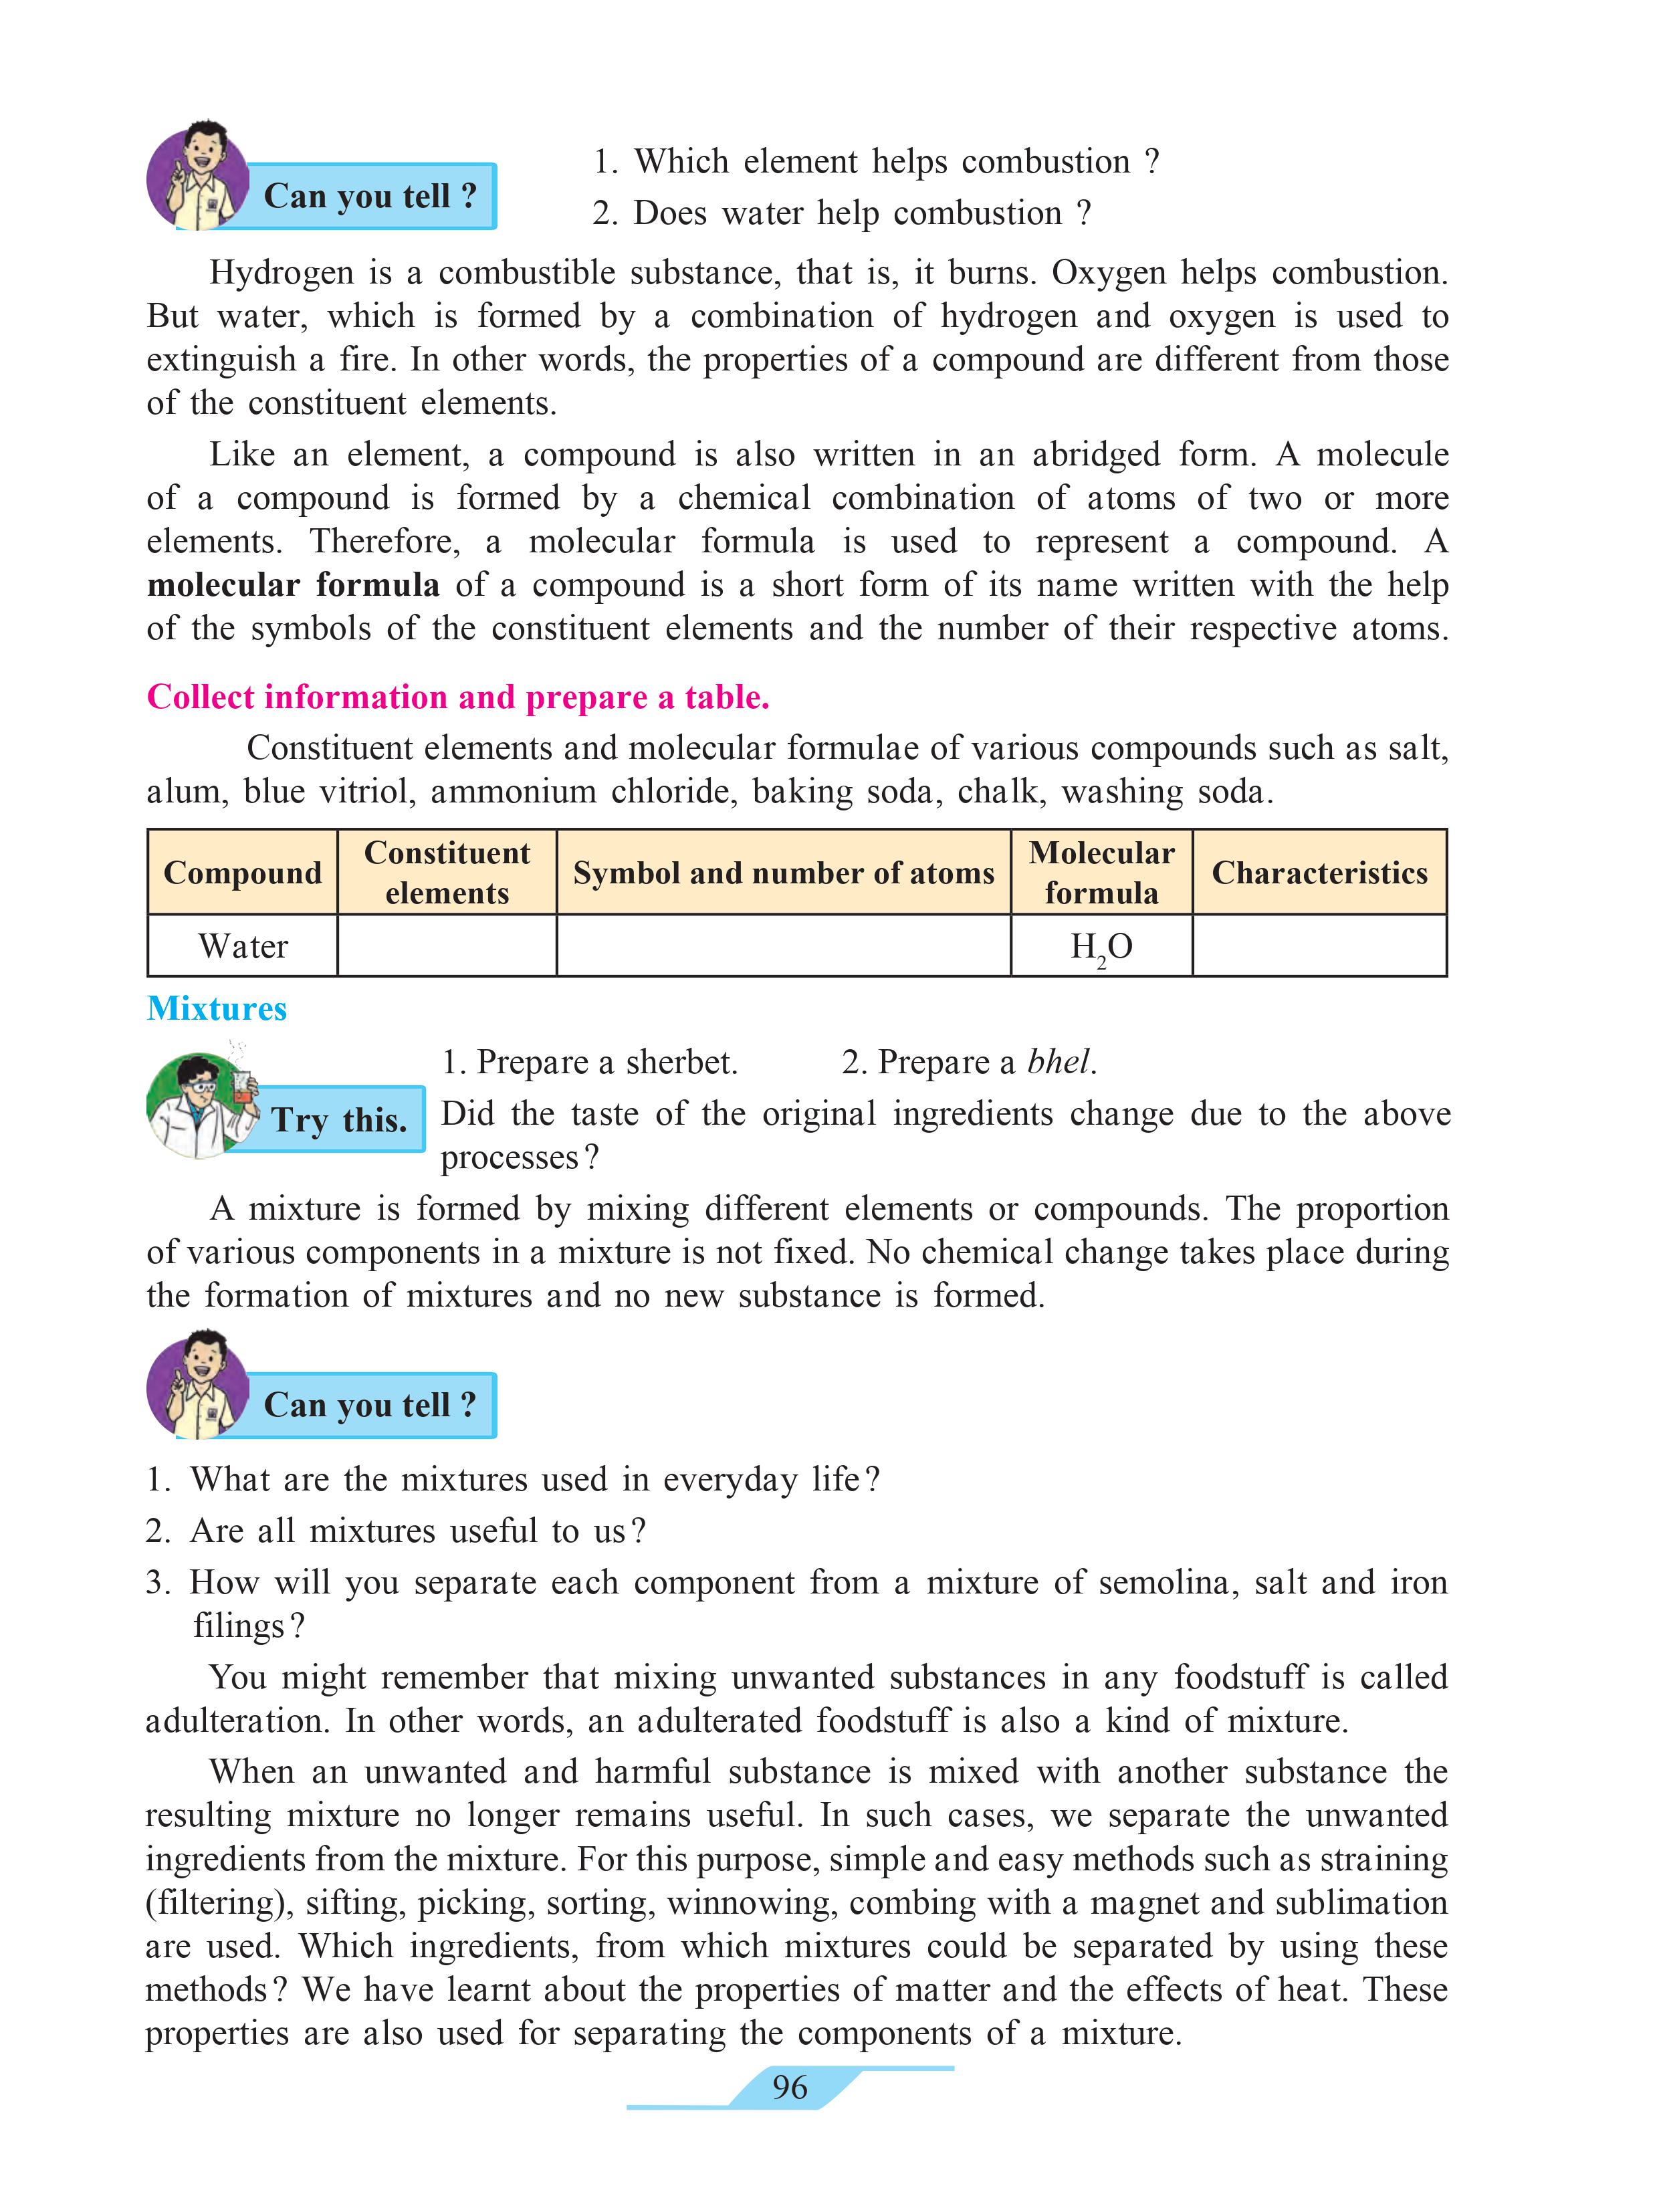 Can you tell ?
1. Which element helps combustion ?
2. Does water help combustion ?
Hydrogen is a combustible substance, that is, it burns. Oxygen helps combustion.
But water, which is formed by a combination of hydrogen and oxygen is used to
extinguish a fire. In other words, the properties of a compound are different from those
of the constituent elements.
Like an element, a compound is also written in an abridged form. A molecule
of a compound is formed by a chemical combination of atoms of two or more
elements. Therefore, a molecular formula is used to represent a compound. A
molecular formula of a compound is a short form of its name written with the help
of the symbols of the constituent elements and the number of their respective atoms.
Collect information and prepare a table.
Constituent elements and molecular formulae of various compounds such as salt,
alum, blue vitriol, ammonium chloride, baking soda, chalk, washing soda.
Compound
Constituent
elements
Symbol and number of atoms
Molecular
formula
Characteristics
Water
H₂O
Mixtures
Try this.
1. Prepare a sherbet. 2. Prepare a bhel.
Did the taste of the original ingredients change due to the above
processes?
A mixture is formed by mixing different elements or compounds. The proportion
of various components in a mixture is not fixed. No chemical change takes place during
the formation of mixtures and no new substance is formed.
Can you tell ?
1. What are the mixtures used in everyday life?
2. Are all mixtures useful to us?
3. How will you separate each component from a mixture of semolina, salt and iron
filings?
You might remember that mixing unwanted substances in any foodstuff is called
adulteration. In other words, an adulterated foodstuff is also a kind of mixture.
When an unwanted and harmful substance is mixed with another substance the
resulting mixture no longer remains useful. In such cases, we separate the unwanted
ingredients from the mixture. For this purpose, simple and easy methods such as straining
(filtering), sifting, picking, sorting, winnowing, combing with a magnet and sublimation
are used. Which ingredients, from which mixtures could be separated by using these
methods? We have learnt about the properties of matter and the effects of heat. These
properties are also used for separating the components of a mixture.
96